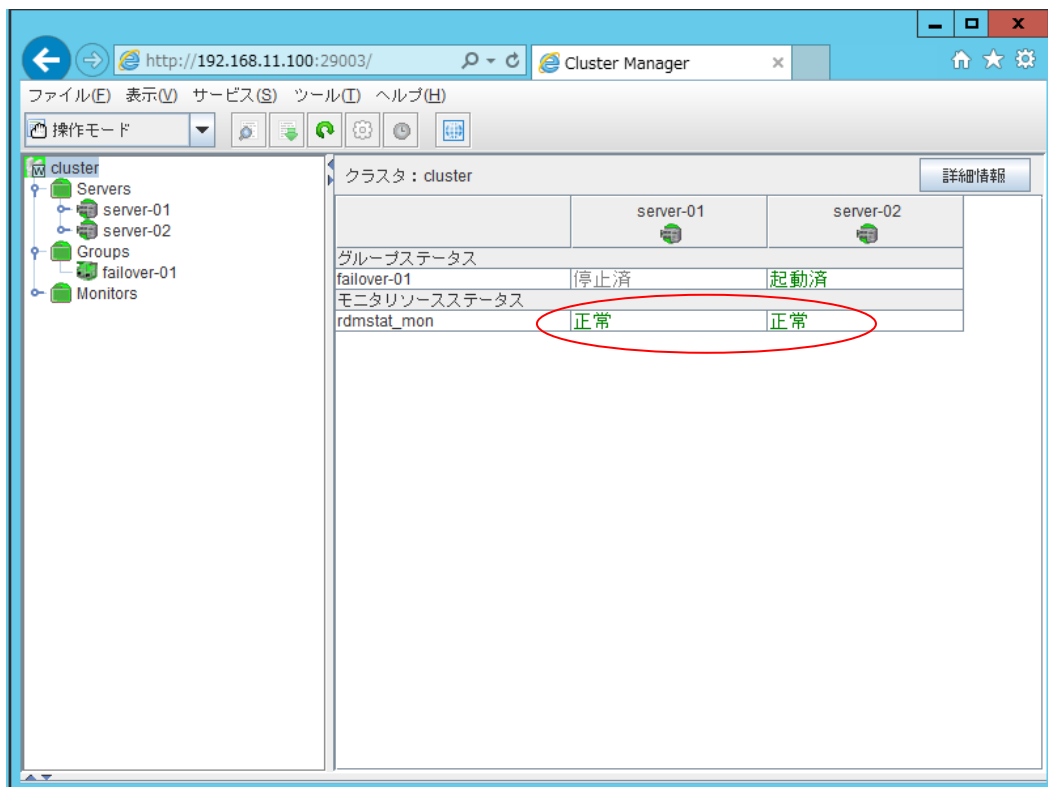 http://192.168.11.100:29003/ Cluster Manager
ファイル(F) 表示(V) サービス(S) ツール(T) ヘルプ(H)
操作モード
cluster
Servers
server-01
server-02
Groups
failover-01
Monitors
クラスタ : cluster 詳細情報
server-01 server-02
グループステータス
failover-01 停止済 起動済
モニタリソースステータス
rdmstat_mon 正常 正常